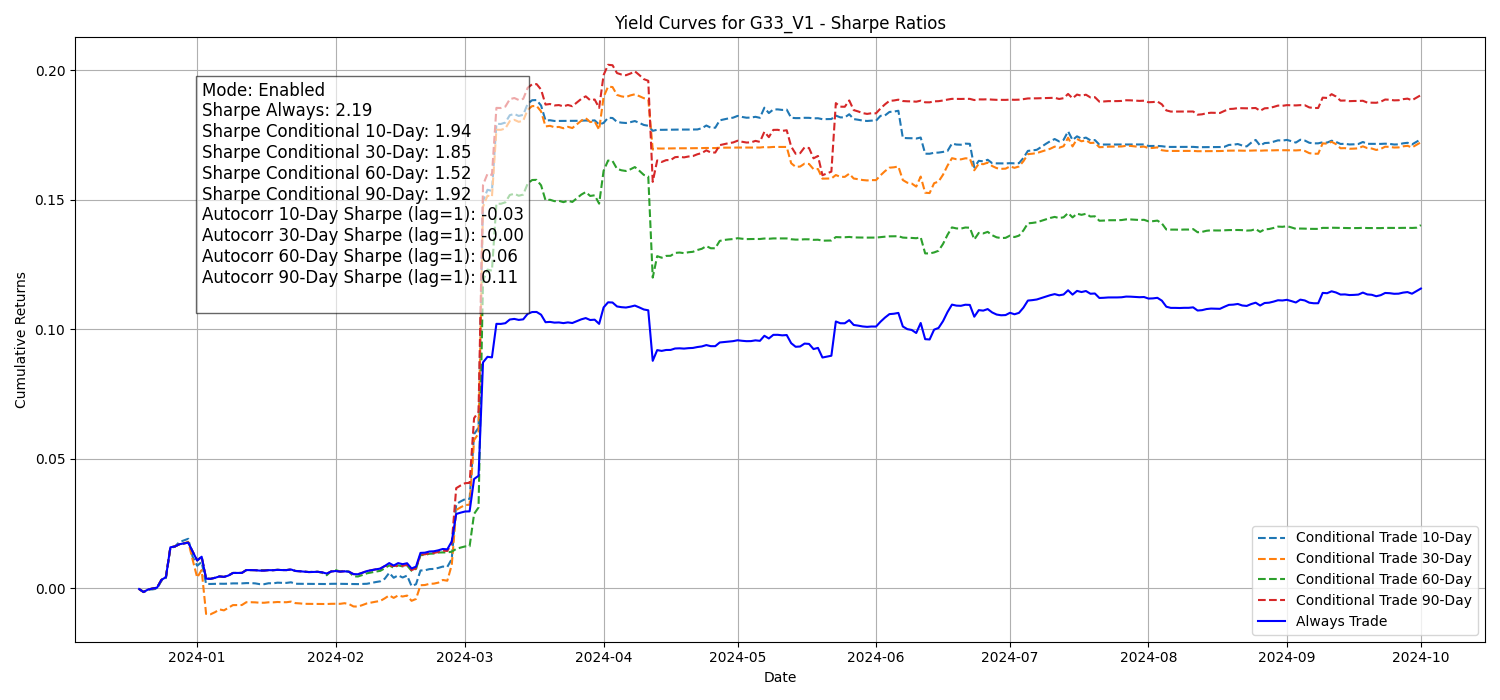 Yield Curves for G33_V1 - Sharpe Ratios
0.20
0.15
0.10
0.05
0.00
Cumulative Returns
Mode: Enabled
Sharpe Always: 2.19
Sharpe Conditional 10-Day: 1.94
Sharpe Conditional 30-Day: 1.85
Sharpe Conditional 60-Day: 1.52
Sharpe Conditional 90-Day: 1.92
Autocorr 10-Day Sharpe (lag=1): -0.03
Autocorr 30-Day Sharpe (lag=1): -0.00
Autocorr 60-Day Sharpe (lag=1): 0.06
Autocorr 90-Day Sharpe (lag=1): 0.11
Conditional Trade 10-Day
Conditional Trade 30-Day
Conditional Trade 60-Day
Conditional Trade 90-Day
Always Trade
2024-01 2024-02 2024-03 2024-04 2024-05 2024-06 2024-07 2024-08 2024-09 2024-10
Date